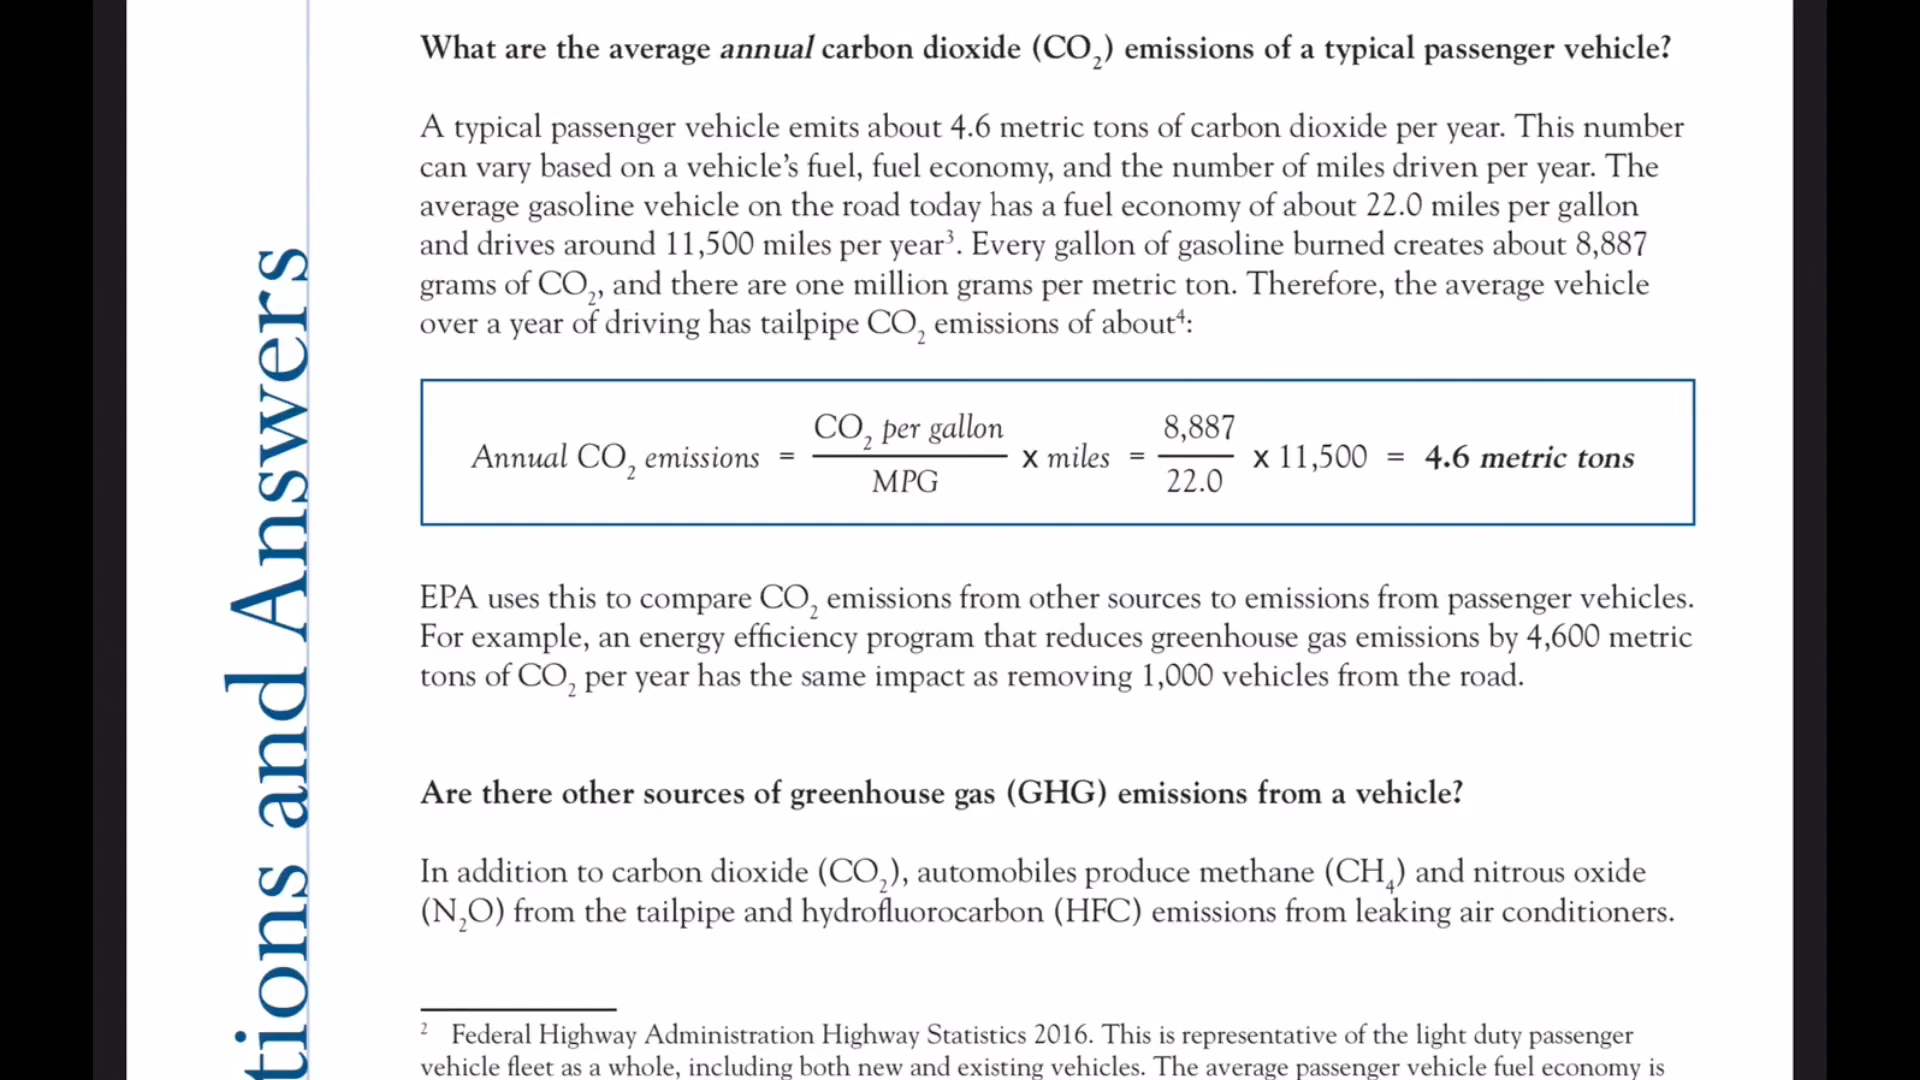 What are the average annual carbon dioxide (CO₂) emissions of a typical passenger vehicle?
A typical passenger vehicle emits about 4.6 metric tons of carbon dioxide per year. This number
can vary based on a vehicle’s fuel, fuel economy, and the number of miles driven per year. The
average gasoline vehicle on the road today has a fuel economy of about 22.0 miles per gallon
and drives around 11,500 miles per year³. Every gallon of gasoline burned creates about 8,887
grams of CO₂, and there are one million grams per metric ton. Therefore, the average vehicle
over a year of driving has tailpipe CO₂ emissions of about⁴:
Annual CO₂ emissions = CO₂ per gallon / MPG x miles = 8,887 / 22.0 x 11,500 = 4.6 metric tons
EPA uses this to compare CO₂ emissions from other sources to emissions from passenger vehicles.
For example, an energy efficiency program that reduces greenhouse gas emissions by 4,600 metric
tons of CO₂ per year has the same impact as removing 1,000 vehicles from the road.
Are there other sources of greenhouse gas (GHG) emissions from a vehicle?
In addition to carbon dioxide (CO₂), automobiles produce methane (CH₄) and nitrous oxide
(N₂O) from the tailpipe and hydrofluorocarbon (HFC) emissions from leaking air conditioners.
² Federal Highway Administration Highway Statistics 2016. This is representative of the light duty passenger
vehicle fleet as a whole, including both new and existing vehicles. The average passenger vehicle fuel economy is
tions and Answers